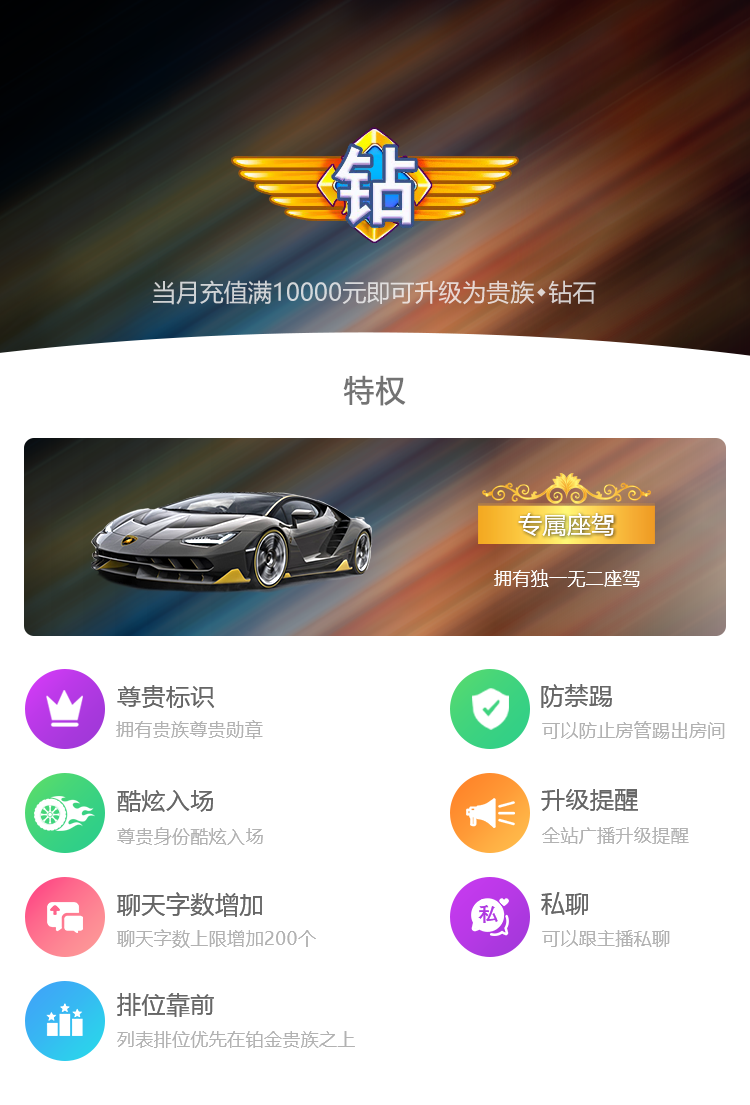 钻
当月充值满10000元即可升级为贵族◆钻石
特权
专属座驾
拥有独一无二座驾
尊贵标识
拥有贵族尊贵勋章
防禁踢
可以防止房管踢出房间
酷炫入场
尊贵身份酷炫入场
升级提醒
全站广播升级提醒
聊天字数增加
聊天字数上限增加200个
私
私聊
可以跟主播私聊
排位靠前
列表排位优先在铂金贵族之上